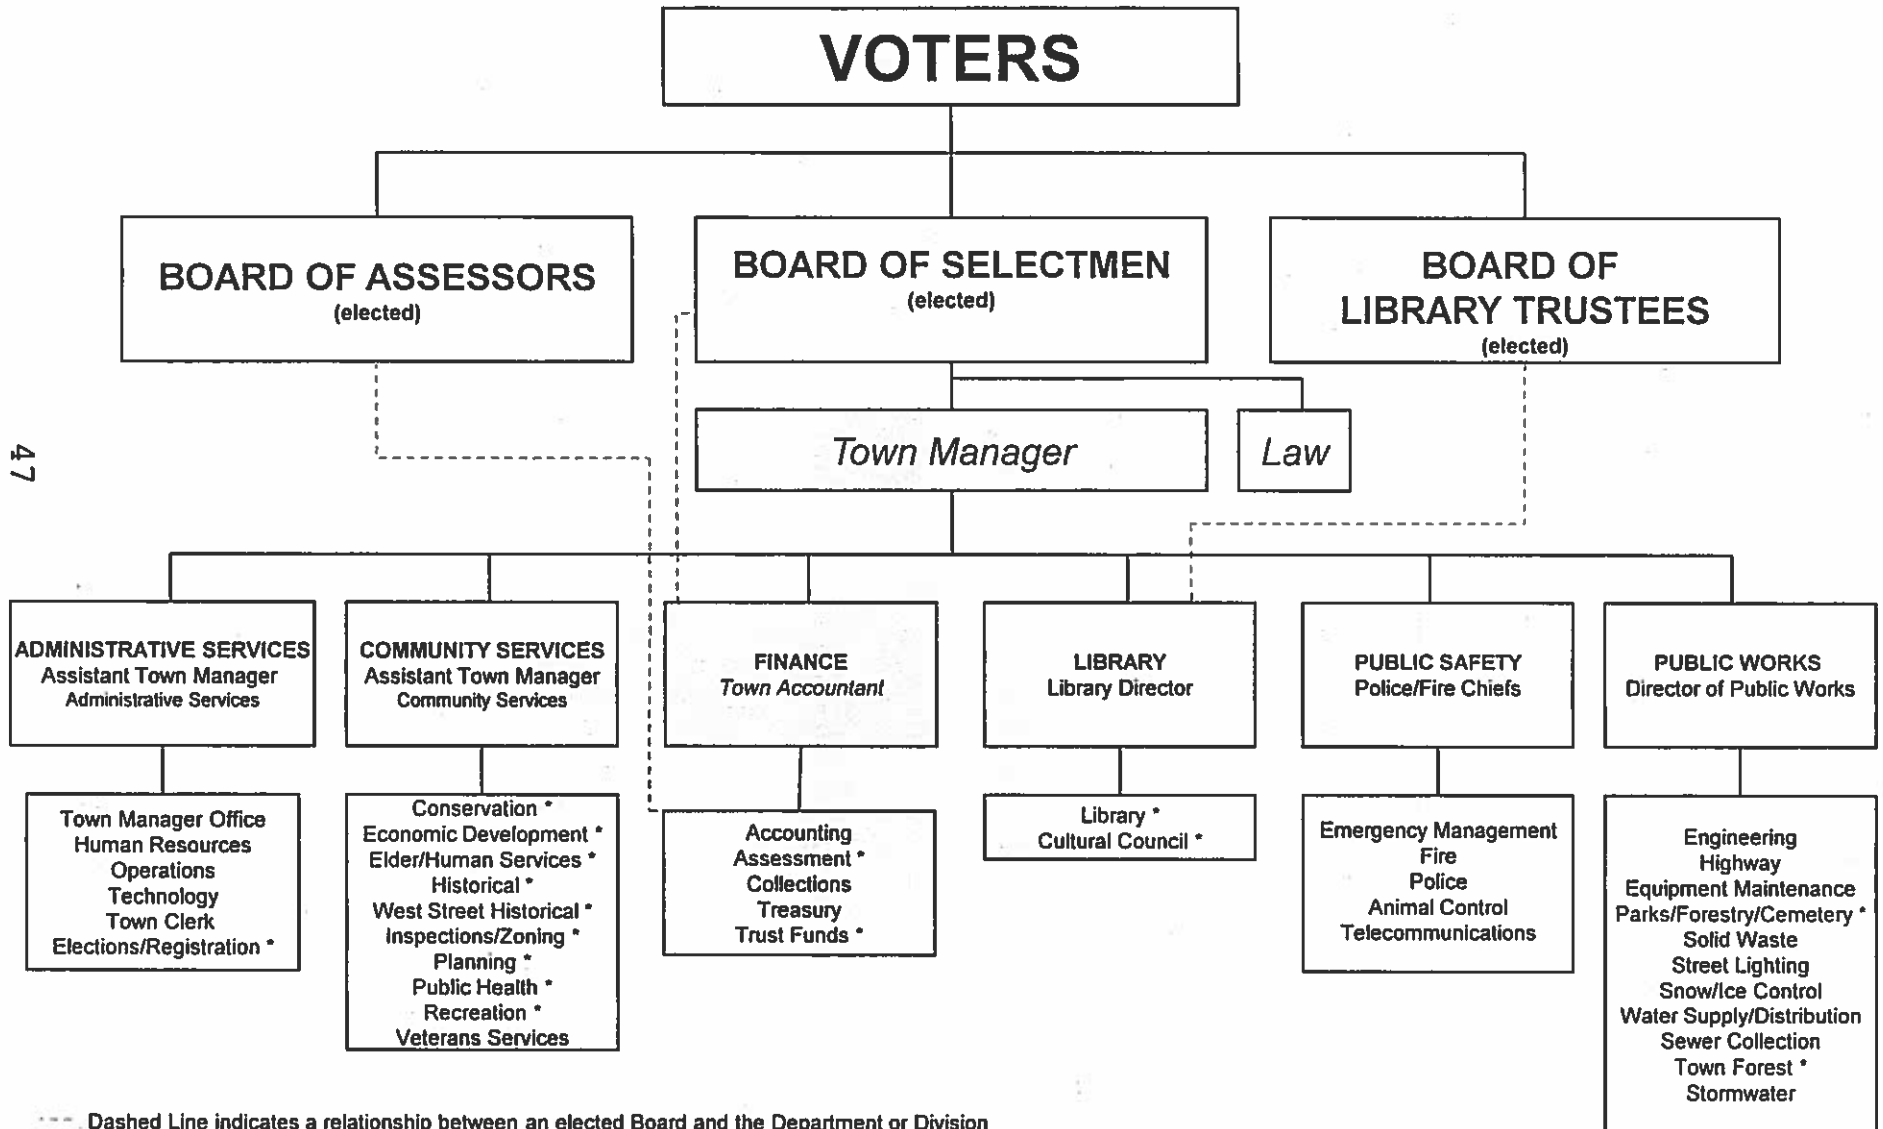 VOTERS
BOARD OF ASSESSORS
(elected)
BOARD OF SELECTMEN
(elected)
BOARD OF
LIBRARY TRUSTEES
(elected)
Town Manager
Law
47
ADMINISTRATIVE SERVICES
Assistant Town Manager
Administrative Services
COMMUNITY SERVICES
Assistant Town Manager
Community Services
FINANCE
Town Accountant
LIBRARY
Library Director
PUBLIC SAFETY
Police/Fire Chiefs
PUBLIC WORKS
Director of Public Works
Town Manager Office
Human Resources
Operations
Technology
Town Clerk
Elections/Registration *
Conservation *
Economic Development *
Elder/Human Services *
Historical *
West Street Historical *
Inspections/Zoning *
Planning *
Public Health *
Recreation *
Veterans Services
Accounting
Assessment *
Collections
Treasury
Trust Funds *
Library *
Cultural Council *
Emergency Management
Fire
Police
Animal Control
Telecommunications
Engineering
Highway
Equipment Maintenance
Parks/Forestry/Cemetery *
Solid Waste
Street Lighting
Snow/Ice Control
Water Supply/Distribution
Sewer Collection
Town Forest *
Stormwater
---- Dashed Line indicates a relationship between an elected Board and the Department or Division